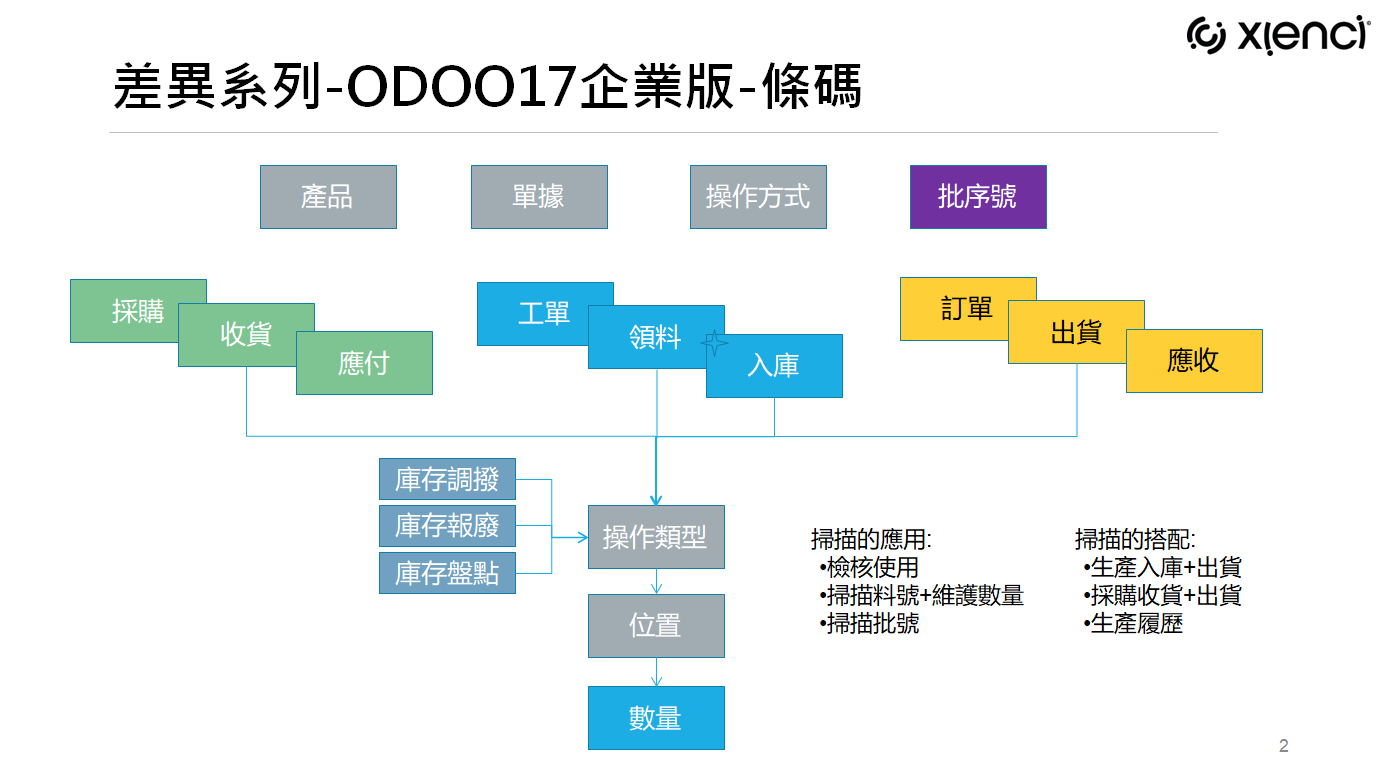 xienci
差異系列-ODOO17企業版-條碼
產品
單據
操作方式
批序號
採購
收貨
應付
工單
領料
入庫
訂單
出貨
應收
庫存調撥
庫存報廢
庫存盤點
操作類型
位置
數量
掃描的應用:
•檢核使用
•掃描料號+維護數量
•掃描批號
掃描的搭配:
•生產入庫+出貨
•採購收貨+出貨
•生產履歷
2